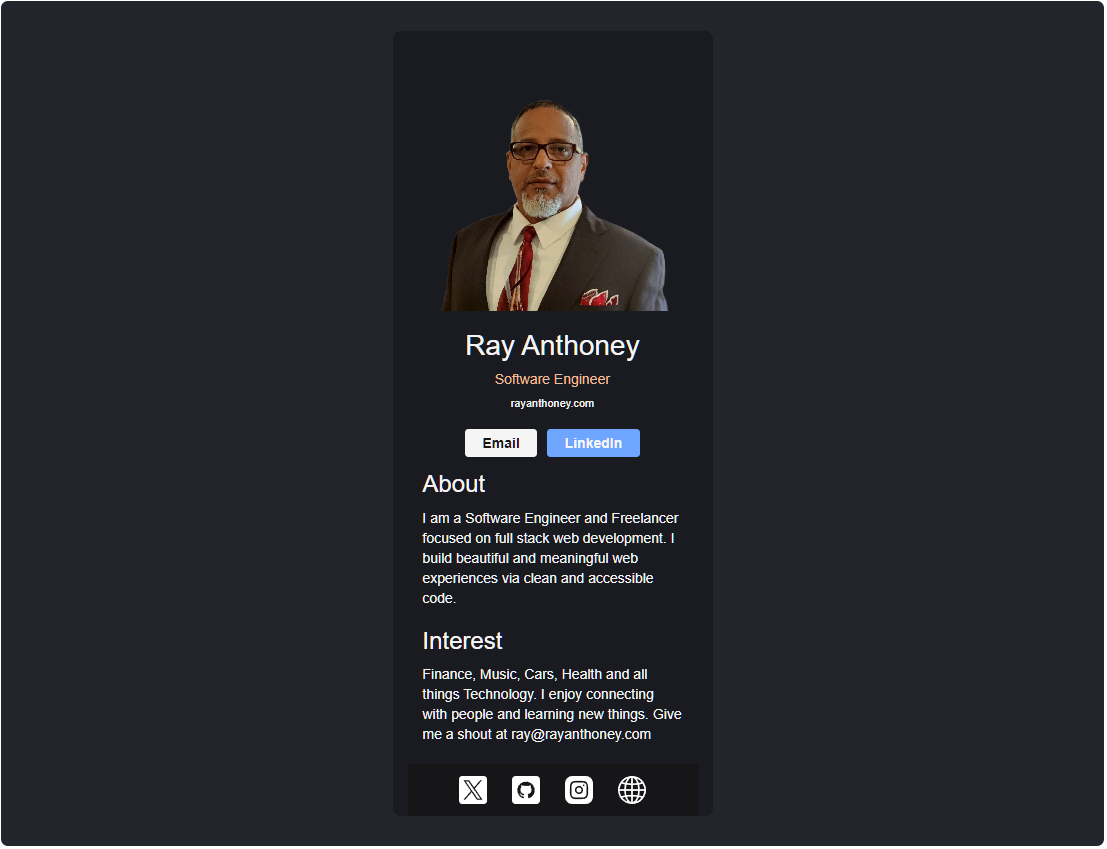 Ray Anthoney
Software Engineer
rayanthoney.com
Email LinkedIn
About
I am a Software Engineer and Freelancer
focused on full stack web development. I
build beautiful and meaningful web
experiences via clean and accessible
code.
Interest
Finance, Music, Cars, Health and all
things Technology. I enjoy connecting
with people and learning new things. Give
me a shout at ray@rayanthoney.com